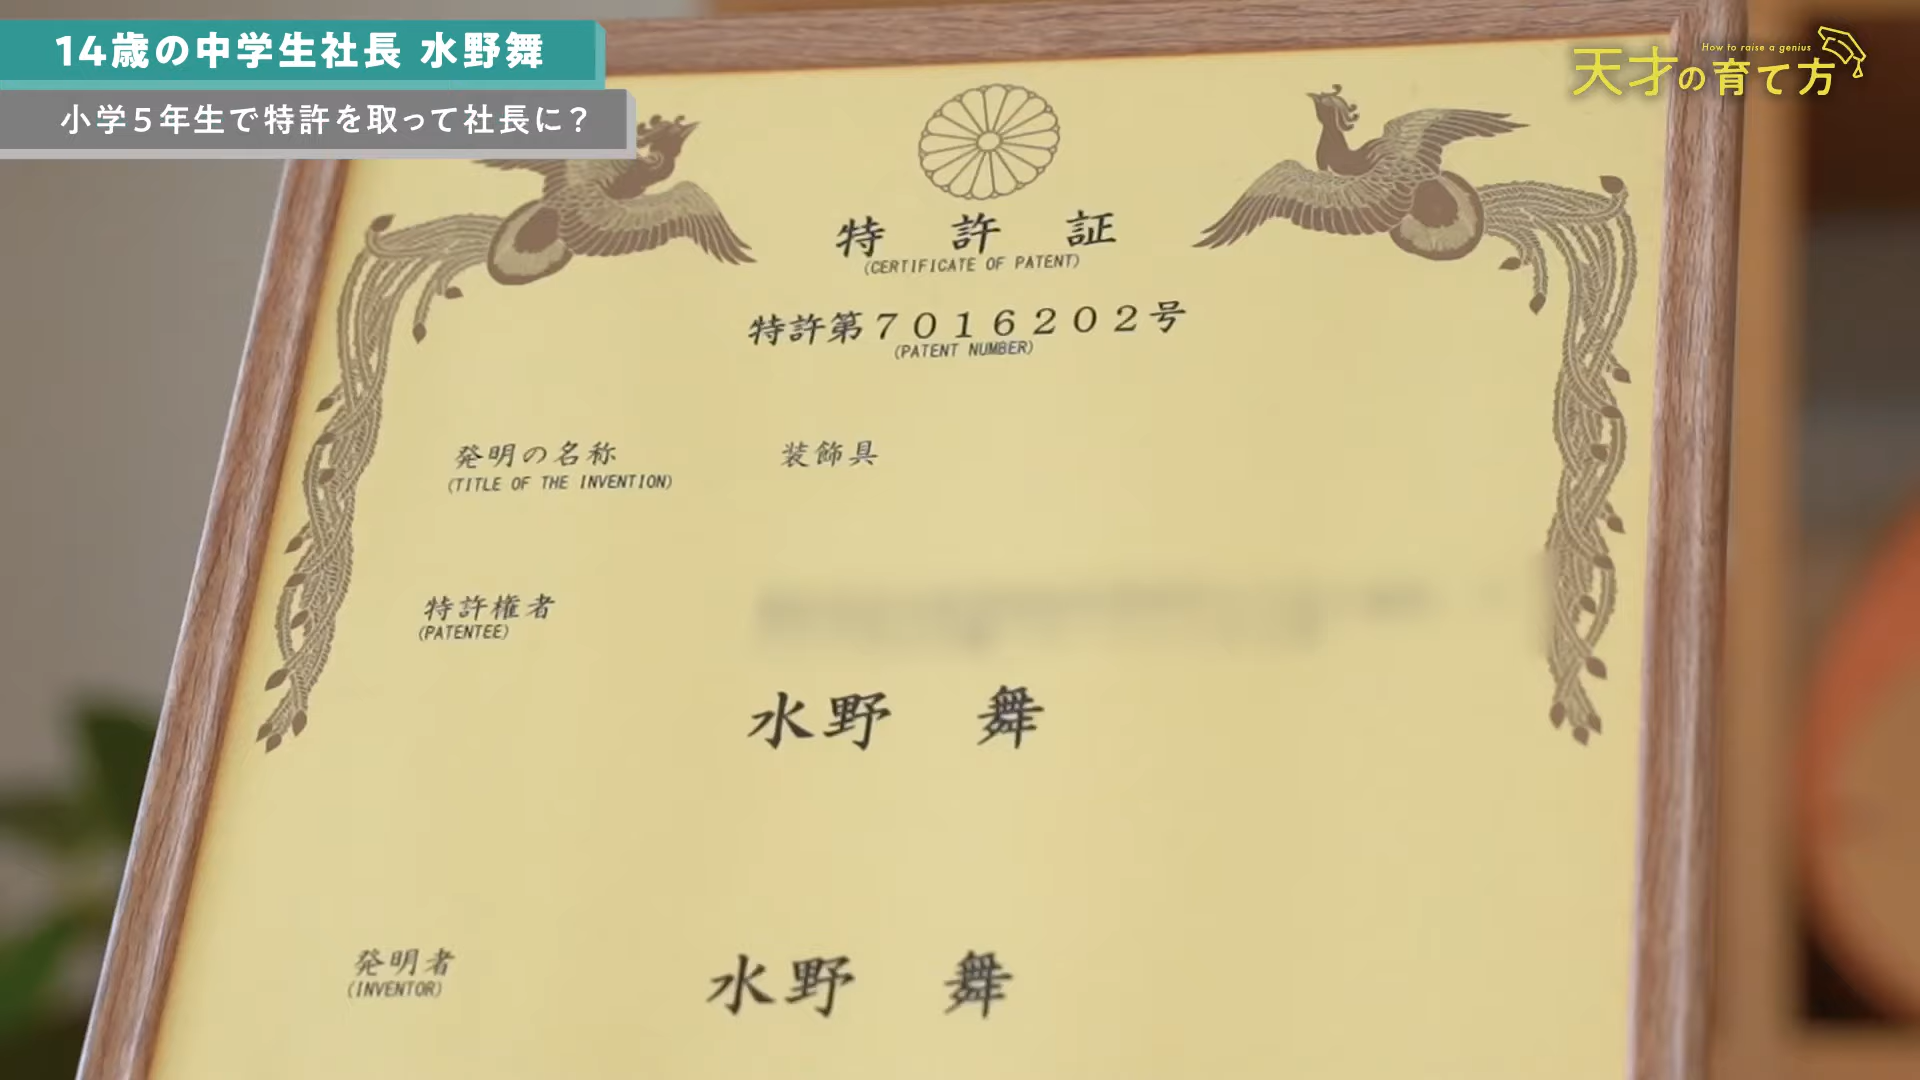 14歳の中学生社長 水野舞
小学5年生で特許を取って社長に?
How to raise a genius
天才の育て方
特許証
(CERTIFICATE OF PATENT)
特許第7016202号
(PATENT NUMBER)
発明の名称 装飾具
(TITLE OF THE INVENTION)
特許権者
(PATENTEE)
水野 舞
発明者 水野 舞
(INVENTOR)